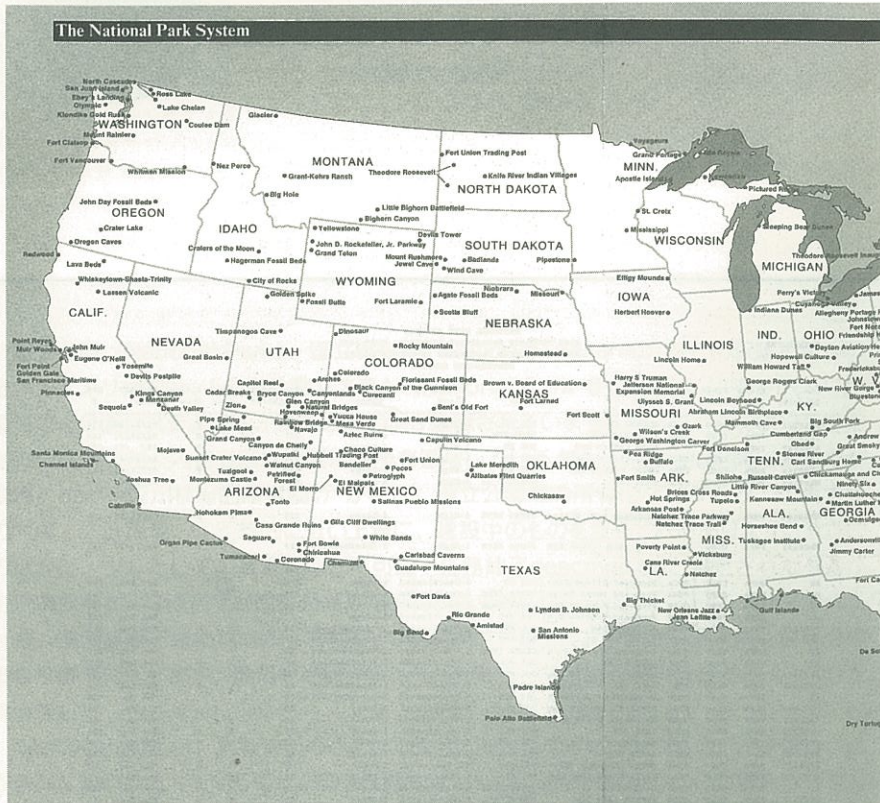 The National Park System
North Cascades
San Juan Island
Ross Lake
Ebey's Landing
Lake Chelan
Olympic
Klondike Gold Rush
WASHINGTON
Coulee Dam
Mount Rainier
Fort Clatsop
Fort Vancouver
Whitman Mission
Nez Perce
Glacier
MONTANA
Grant-Kohrs Ranch
Big Hole
Little Bighorn Battlefield
Bighorn Canyon
Fort Union Trading Post
Theodore Roosevelt
Knife River Indian Villages
NORTH DAKOTA
Voyageurs
Grand Portage
Isle Royale
MINN.
Apostle Islands
Keweenaw
Pictured Rocks
St. Croix
Mississippi
WISCONSIN
Sleeping Bear Dunes
MICHIGAN
John Day Fossil Beds
OREGON
Crater Lake
Oregon Caves
IDAHO
Craters of the Moon
Hagerman Fossil Beds
City of Rocks
Yellowstone
John D. Rockefeller, Jr. Parkway
Grand Teton
Devils Tower
WYOMING
Fossil Butte
Fort Laramie
SOUTH DAKOTA
Mount Rushmore
Jewel Cave
Badlands
Wind Cave
Pipestone
Niobrara
Missouri
Agate Fossil Beds
Scotts Bluff
NEBRASKA
Homestead
Effigy Mounds
IOWA
Herbert Hoover
Redwood
Lava Beds
Whiskeytown-Shasta-Trinity
Lassen Volcanic
CALIF.
Point Reyes
Muir Woods
John Muir
Eugene O'Neill
Fort Point
Golden Gate
San Francisco Maritime
Pinnacles
Yosemite
Devils Postpile
Kings Canyon
Manzanar
Sequoia
Death Valley
Mojave
Santa Monica Mountains
Channel Islands
Joshua Tree
Cabrillo
NEVADA
Great Basin
Lake Mead
Golden Spike
Timpanogos Cave
UTAH
Capitol Reef
Cedar Breaks
Bryce Canyon
Zion
Pipe Spring
Arches
Canyonlands
Glen Canyon
Natural Bridges
Hovenweep
Rainbow Bridge
Navajo
Dinosaur
Rocky Mountain
COLORADO
Colorado
Florissant Fossil Beds
Black Canyon of the Gunnison
Curecanti
Bent's Old Fort
Great Sand Dunes
Yucca House
Mesa Verde
Aztec Ruins
Capulin Volcano
Grand Canyon
Canyon de Chelly
Sunset Crater Volcano
Wupatki
Walnut Canyon
Tuzigoot
Montezuma Castle
Hubbell Trading Post
Petrified Forest
ARIZONA
Tonto
Hohokam Pima
Casa Grande Ruins
Saguaro
Organ Pipe Cactus
Tumacacori
Coronado
Fort Bowie
Chiricahua
Chaco Culture
Bandelier
Fort Union
Pecos
Petroglyph
El Malpais
El Morro
NEW MEXICO
Salinas Pueblo Missions
Gila Cliff Dwellings
White Sands
Chamizal
Carlsbad Caverns
Guadalupe Mountains
Brown v. Board of Education
KANSAS
Fort Larned
Fort Scott
Lake Meredith
Alibates Flint Quarries
OKLAHOMA
Chickasaw
TEXAS
Fort Davis
Rio Grande
Amistad
Big Bend
Lyndon B. Johnson
San Antonio
Missions
Big Thicket
Padre Island
Palo Alto Battlefield
ILLINOIS
Lincoln Home
Harry S Truman
Jefferson National
Expansion Memorial
Ulysses S. Grant
MISSOURI
Ozark
Wilson's Creek
George Washington Carver
Pea Ridge
Buffalo
Fort Smith
ARK.
Hot Springs
Arkansas Post
Indiana Dunes
IND.
George Rogers Clark
Lincoln Boyhood
Perry's Victory
Cuyahoga Valley
OHIO
Dayton Aviation
Hopewell Culture
William Howard Taft
KY.
Abraham Lincoln Birthplace
Mammoth Cave
Big South Fork
Cumberland Gap
Fort Donelson
Obed
TENN.
Stones River
Carl Sandburg Home
Shiloh
Russell Cave
Little River Canyon
Brices Cross Roads
Tupelo
Natchez Trace Parkway
Natchez Trace Trail
MISS.
Vicksburg
Natchez
ALA.
Horseshoe Bend
Tuskegee Institute
Kennesaw Mountain
GEORGIA
Jimmy Carter
Poverty Point
Cane River Creole
LA.
New Orleans Jazz
Jean Lafitte
Gulf Islands